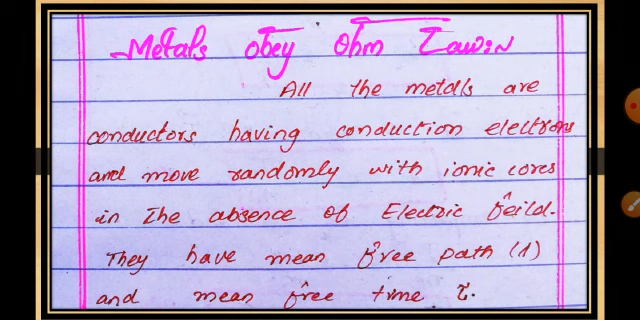 Metals obey Ohm Law:-
All the metals are
conductors having conduction electrons
and move randomly with ionic cores
in the absence of Electric feild.
They have mean free path (λ)
and mean free time τ.